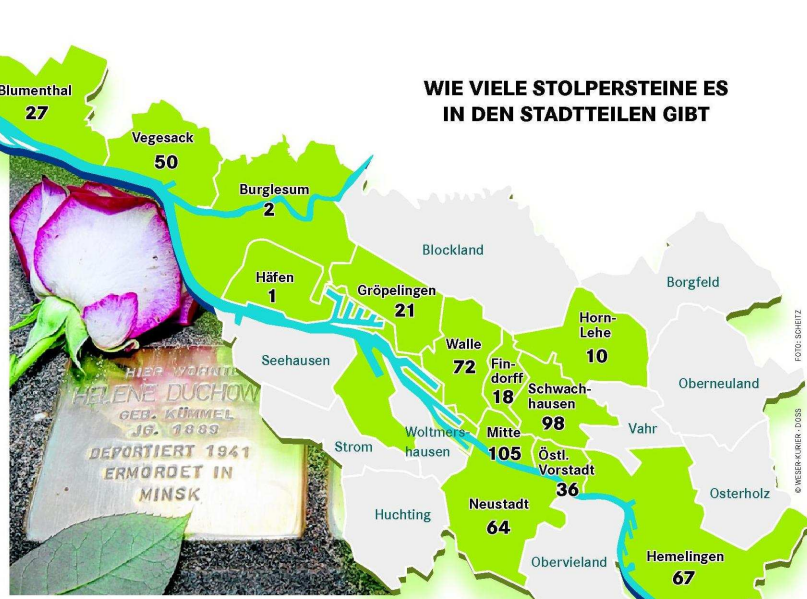 WIE VIELE STOLPERSTEINE ES
IN DEN STADTTEILEN GIBT
Blumenthal
27
Vegesack
50
Burglesum
2
Blockland
Borgfeld
Häfen
1
Gröpelingen
21
Horn-
Lehe
10
Walle
72
Fin-
dorff
18
Schwach-
hausen
98
Oberneuland
Seehausen
Strom
Woltmers-
hausen
Mitte
105
Östl.
Vorstadt
36
Vahr
Osterholz
Huchting
Neustadt
64
Obervieland
Hemelingen
67
HIER WOHNTE
HELENE DUCHOW
GEB. KÜMMEL
JG. 1889
DEPORTIERT 1941
ERMORDET IN
MINSK
© WESER-KURIER · DOSS
FOTO: SCHEITZ